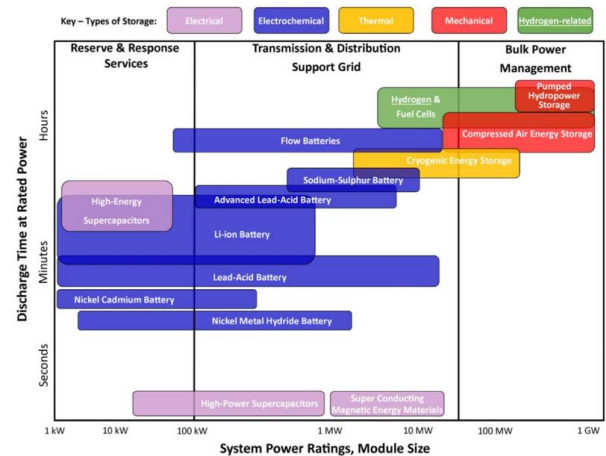 Key – Types of Storage: Electrical Electrochemical Thermal Mechanical Hydrogen-related
Reserve & Response
Services
Transmission & Distribution
Support Grid
Bulk Power
Management
Pumped
Hydropower
Storage
Hydrogen &
Fuel Cells
Compressed Air Energy Storage
Flow Batteries
Cryogenic Energy Storage
Sodium-Sulphur Battery
High-Energy
Supercapacitors
Advanced Lead-Acid Battery
Li-ion Battery
Lead-Acid Battery
Nickel Cadmium Battery
Nickel Metal Hydride Battery
High-Power Supercapacitors
Super Conducting
Magnetic Energy Materials
Discharge Time at Rated Power
Hours
Minutes
Seconds
1 kW 10 kW 100 kW 1 MW 10 MW 100 MW 1 GW
System Power Ratings, Module Size